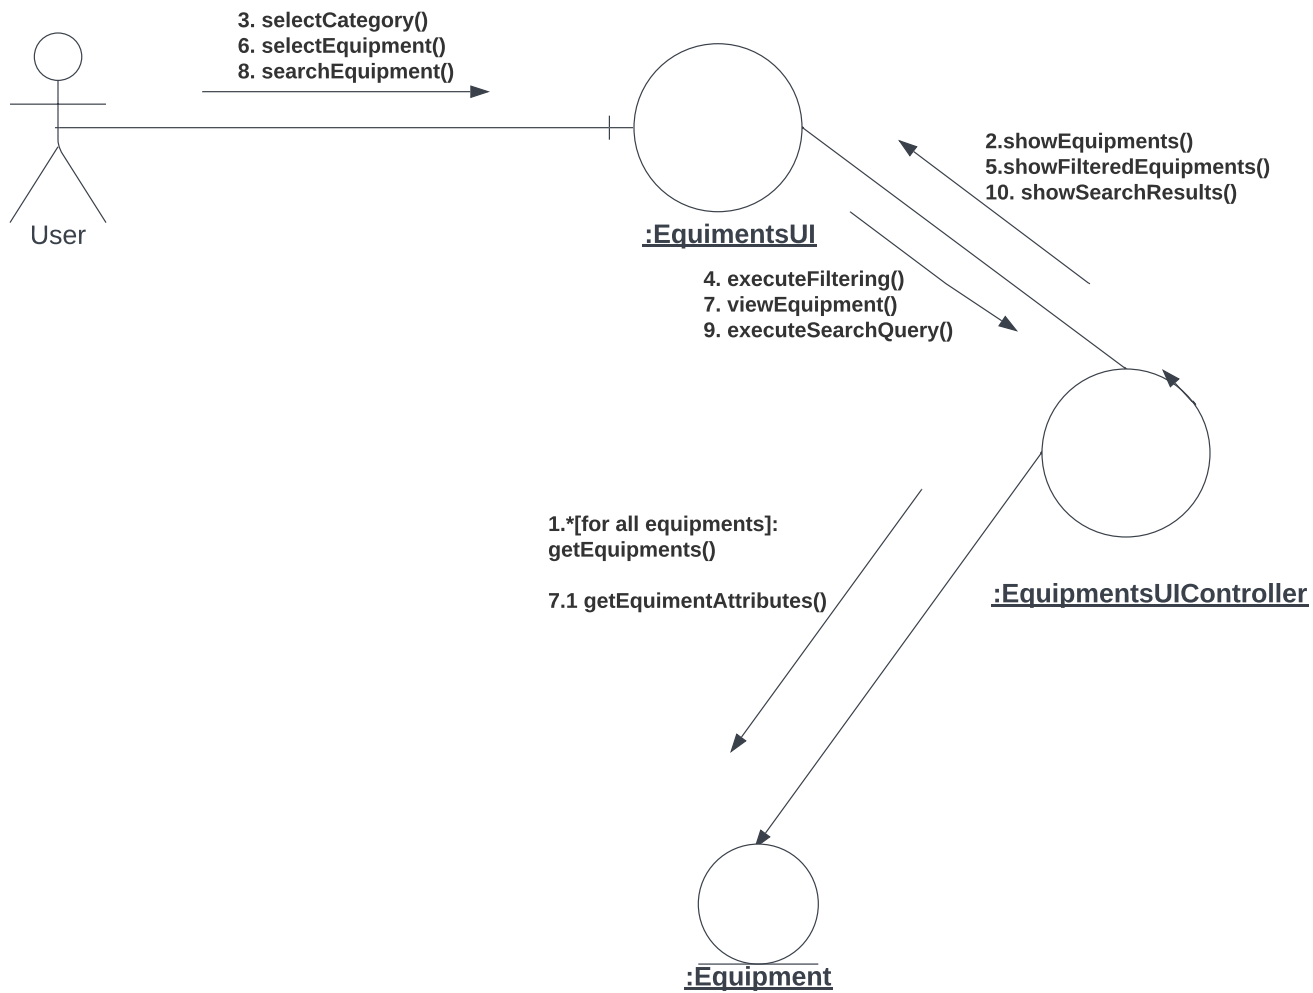 3. selectCategory()
6. selectEquipment()
8. searchEquipment()
User
:EquimentsUI
2.showEquipments()
5.showFilteredEquipments()
10. showSearchResults()
4. executeFiltering()
7. viewEquipment()
9. executeSearchQuery()
1.*[for all equipments]:
getEquipments()
7.1 getEquimentAttributes()
:EquipmentsUIController
:Equipment